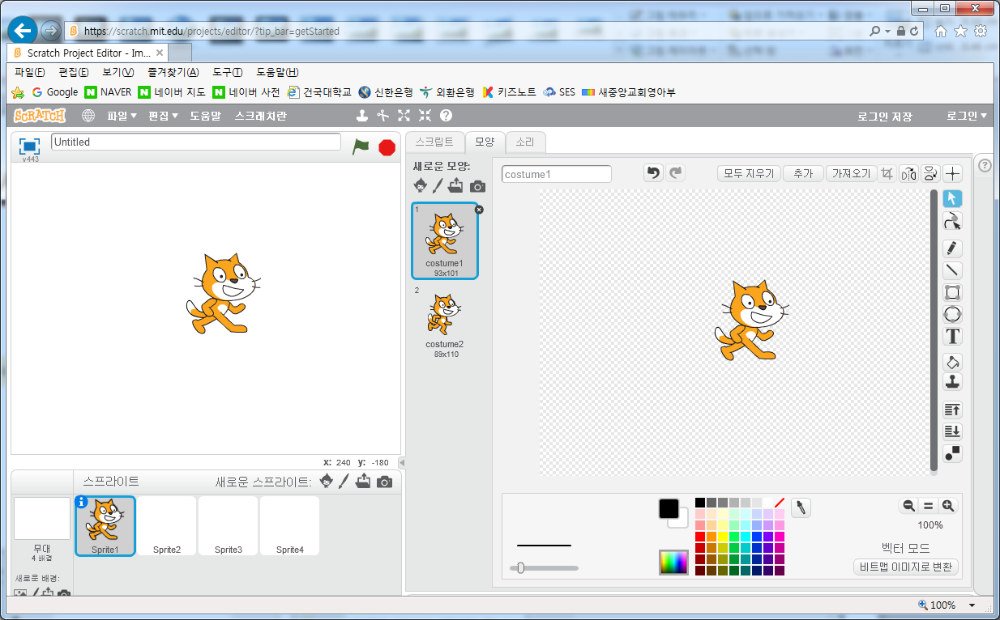 https://scratch.mit.edu/projects/editor/?tip_bar=getStarted
Scratch Project Editor - Im...
파일(F) 편집(E) 보기(V) 즐겨찾기(A) 도구(T) 도움말(H)
Google NAVER 네이버 지도 네이버 사전 건국대학교 신한은행 외환은행 키즈노트 SES 새중앙교회영아부
SCRATCH 파일 편집 도움말 스크래치란 로그인 저장 로그인
Untitled
v443
스크립트 모양 소리
새로운 모양:
costume1
모두 지우기 추가 가져오기
1
costume1
93x101
2
costume2
89x110
T
x: 240 y: -180
스프라이트 새로운 스프라이트:
Sprite1 Sprite2 Sprite3 Sprite4
무대
4 배경
새로운 배경:
100%
벡터 모드
비트맵 이미지로 변환
100%